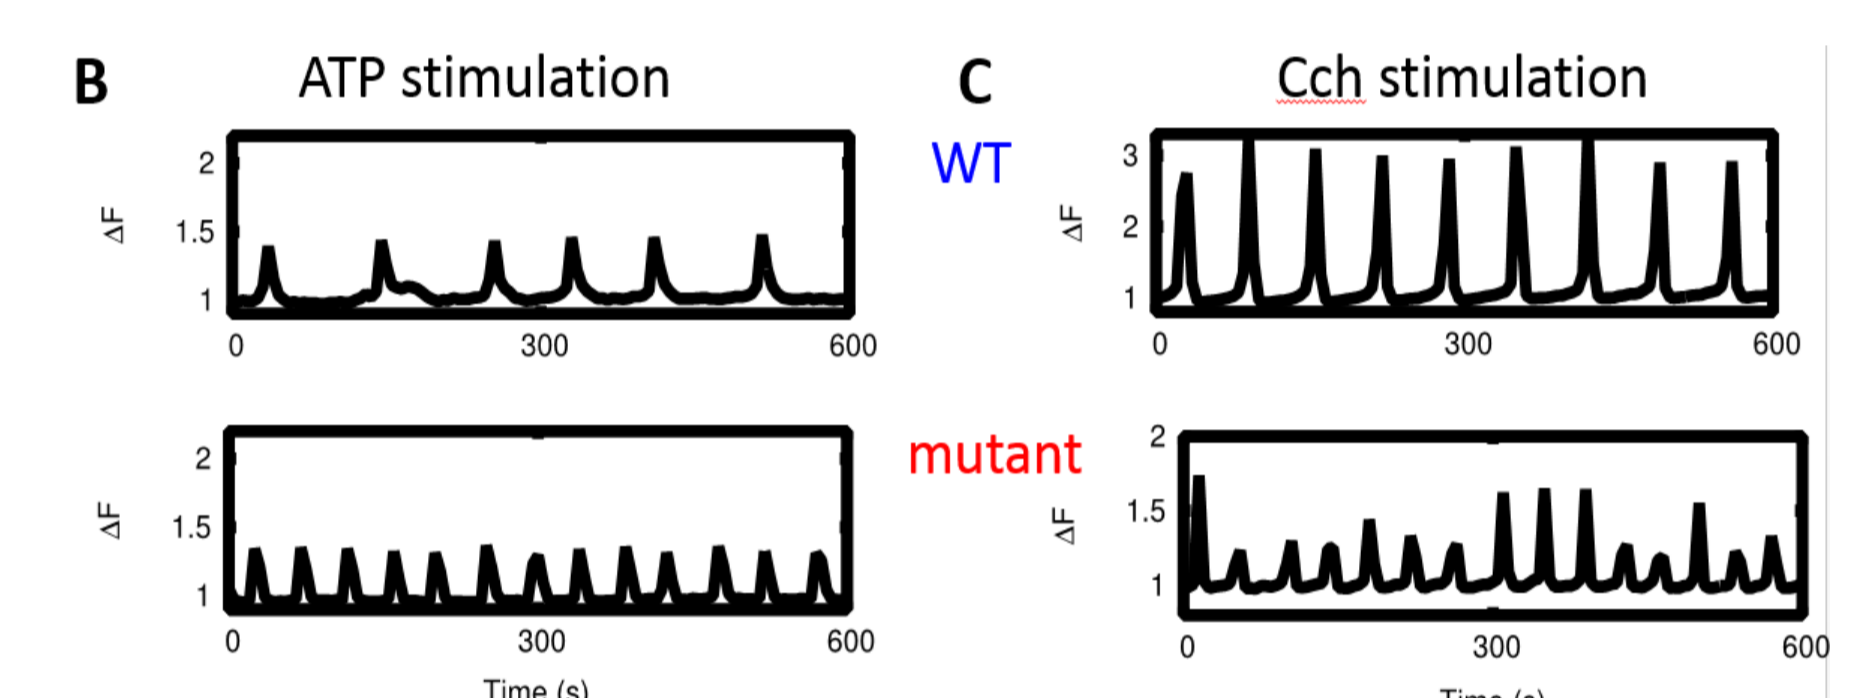 B ATP stimulation
C Cch stimulation
WT
ΔF
2
1.5
1
0 300 600
ΔF
3
2
1
0 300 600
mutant
ΔF
2
1.5
1
0 300 600
Time (s)
ΔF
2
1.5
1
0 300 600
Time (s)